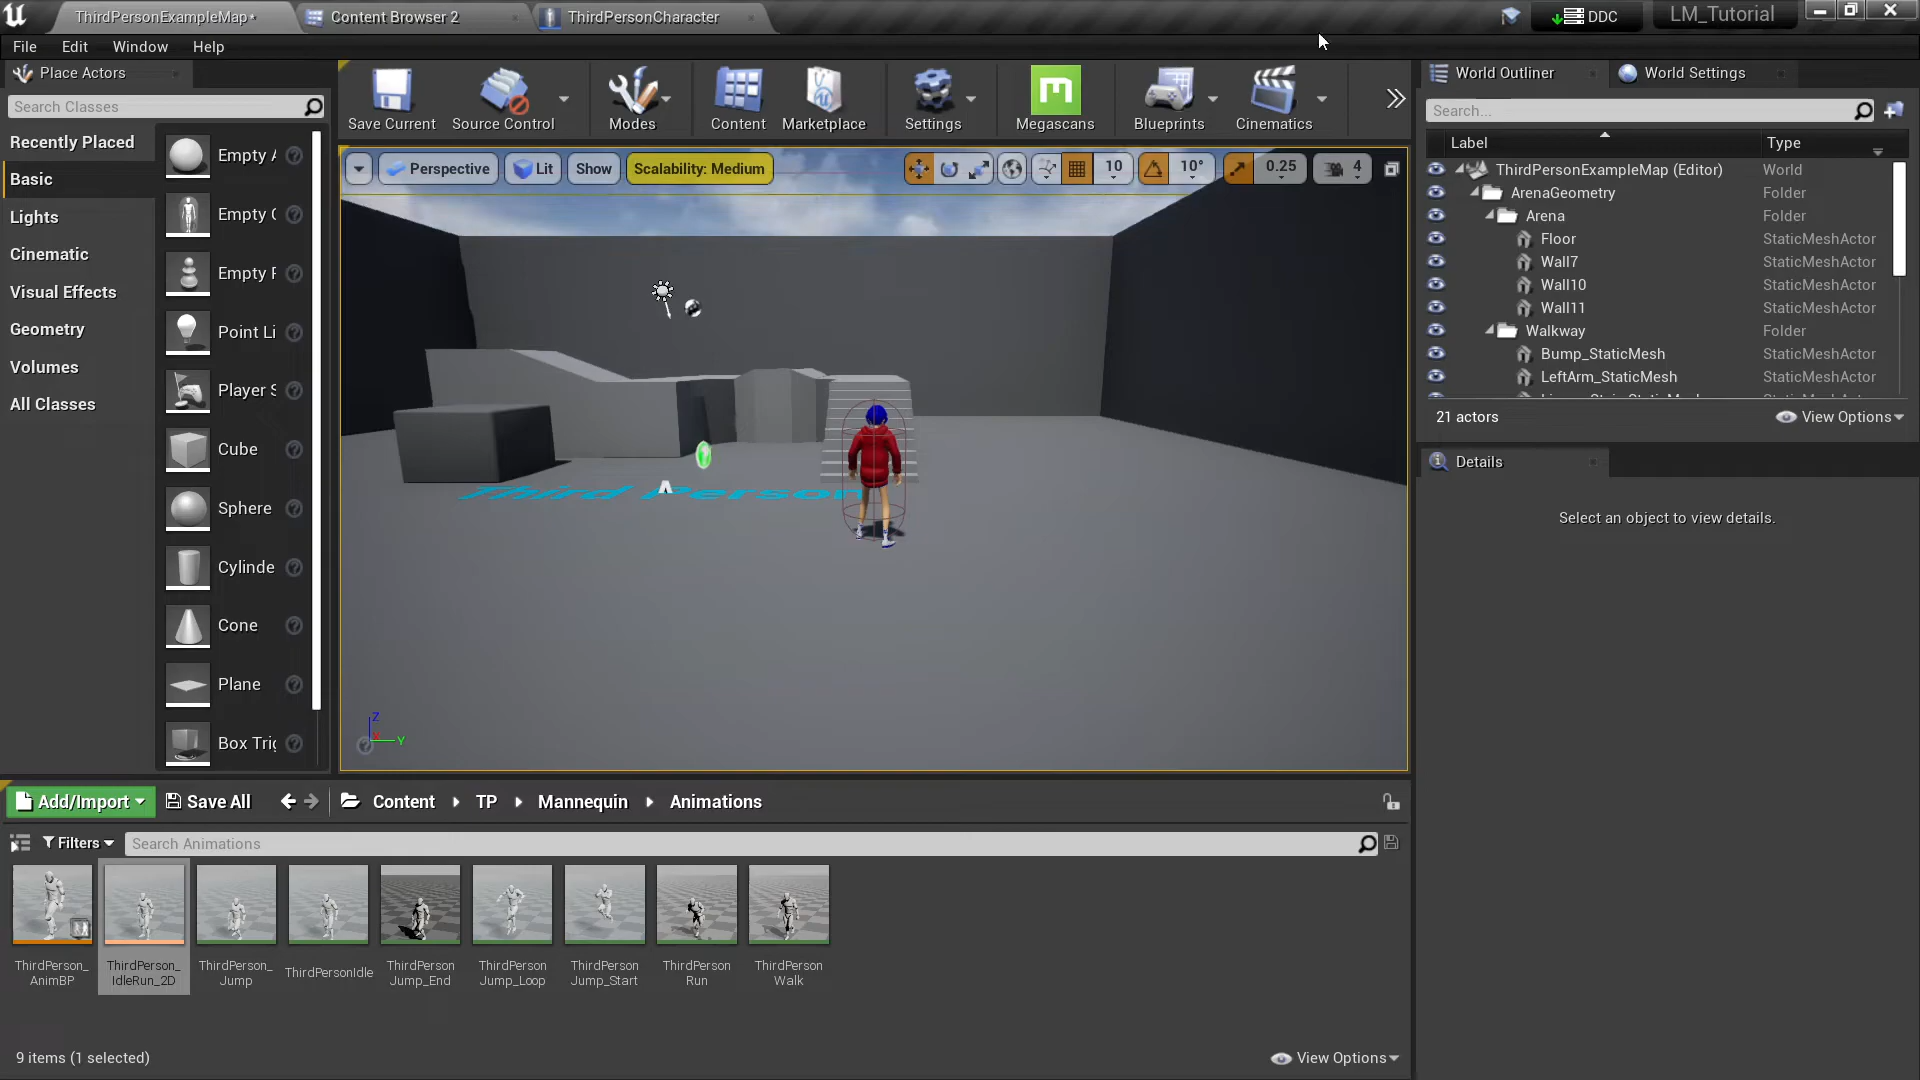 ThirdPersonExampleMap*
Content Browser 2
ThirdPersonCharacter
DDC
LM_Tutorial
File Edit Window Help
Place Actors
Search Classes
Recently Placed
Basic
Lights
Cinematic
Visual Effects
Geometry
Volumes
All Classes
Empty A
Empty C
Empty P
Point Li
Player S
Cube
Sphere
Cylinde
Cone
Plane
Box Trig
Save Current
Source Control
Modes
Content
Marketplace
Settings
Megascans
Blueprints
Cinematics
Perspective
Lit
Show
Scalability: Medium
10
10°
0.25
4
Third Person
Z
X
Y
World Outliner
World Settings
Search...
Label Type
ThirdPersonExampleMap (Editor) World
ArenaGeometry Folder
Arena Folder
Floor StaticMeshActor
Wall7 StaticMeshActor
Wall10 StaticMeshActor
Wall11 StaticMeshActor
Walkway Folder
Bump_StaticMesh StaticMeshActor
LeftArm_StaticMesh StaticMeshActor
21 actors
View Options
Details
Select an object to view details.
Add/Import
Save All
Content
TP
Mannequin
Animations
Filters
Search Animations
ThirdPerson_
AnimBP
ThirdPerson_
IdleRun_2D
ThirdPerson_
Jump
ThirdPersonIdle
ThirdPerson
Jump_End
ThirdPerson
Jump_Loop
ThirdPerson
Jump_Start
ThirdPerson
Run
ThirdPerson
Walk
9 items (1 selected)
View Options